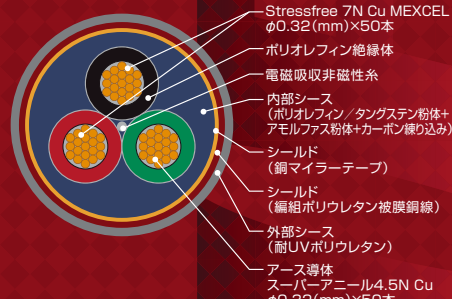 Stressfree 7N Cu MEXCEL
φ0.32(mm)×50本
ポリオレフィン絶縁体
電磁吸収非磁性糸
内部シース
(ポリオレフィン/タングステン粉体+
アモルファス粉体+カーボン練り込み)
シールド
(銅マイラーテープ)
シールド
(編組ポリウレタン被膜銅線)
外部シース
(耐UVポリウレタン)
アース導体
スーパーアニール4.5N Cu
φ0.32(mm)×50本